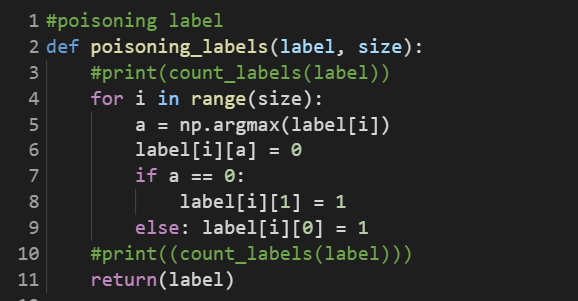 1 #poisoning label
2 def poisoning_labels(label, size):
3     #print(count_labels(label))
4     for i in range(size):
5         a = np.argmax(label[i])
6         label[i][a] = 0
7         if a == 0:
8             label[i][1] = 1
9         else: label[i][0] = 1
10     #print((count_labels(label)))
11     return(label)